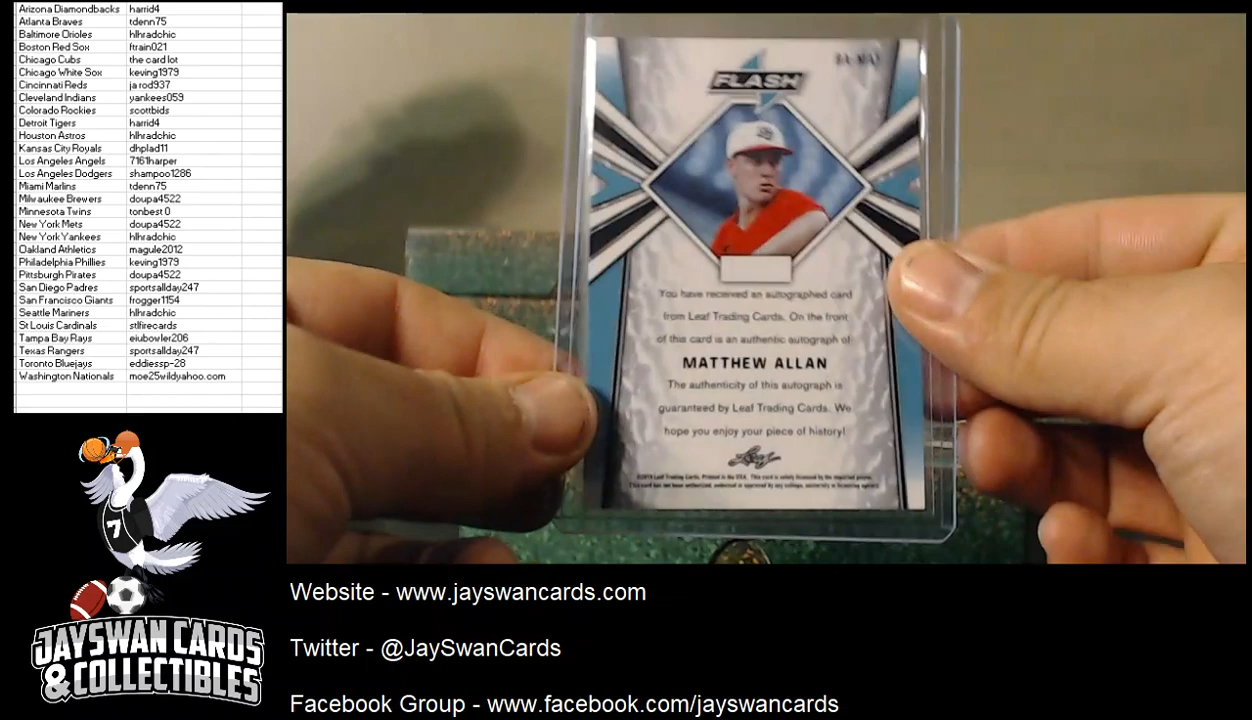 Arizona Diamondbacks harrid4
Atlanta Braves tdenn75
Baltimore Orioles hlhradchic
Boston Red Sox ftrain021
Chicago Cubs the card lot
Chicago White Sox keving1979
Cincinnati Reds ja rod937
Cleveland Indians yankees059
Colorado Rockies scottbids
Detroit Tigers harrid4
Houston Astros hlhradchic
Kansas City Royals dhplad11
Los Angeles Angels 7161harper
Los Angeles Dodgers shampoo1286
Miami Marlins tdenn75
Milwaukee Brewers doupa4522
Minnesota Twins tonbest 0
New York Mets doupa4522
New York Yankees hlhradchic
Oakland Athletics magule2012
Philadelphia Phillies keving1979
Pittsburgh Pirates doupa4522
San Diego Padres sportsallday247
San Francisco Giants frogger1154
Seattle Mariners hlhradchic
St Louis Cardinals stlfirecards
Tampa Bay Rays eiubowler206
Texas Rangers sportsallday247
Toronto Bluejays eddiessp-28
Washington Nationals moe25wildyahoo.com
FLASH
You have received an autographed card
from Leaf Trading Cards. On the front
of this card is an authentic autograph of
MATTHEW ALLAN
The authenticity of this autograph is
guaranteed by Leaf Trading Cards. We
hope you enjoy your piece of history!
Leaf
7
JAYSWAN CARDS
& COLLECTIBLES
Website - www.jayswancards.com
Twitter - @JaySwanCards
Facebook Group - www.facebook.com/jayswancards